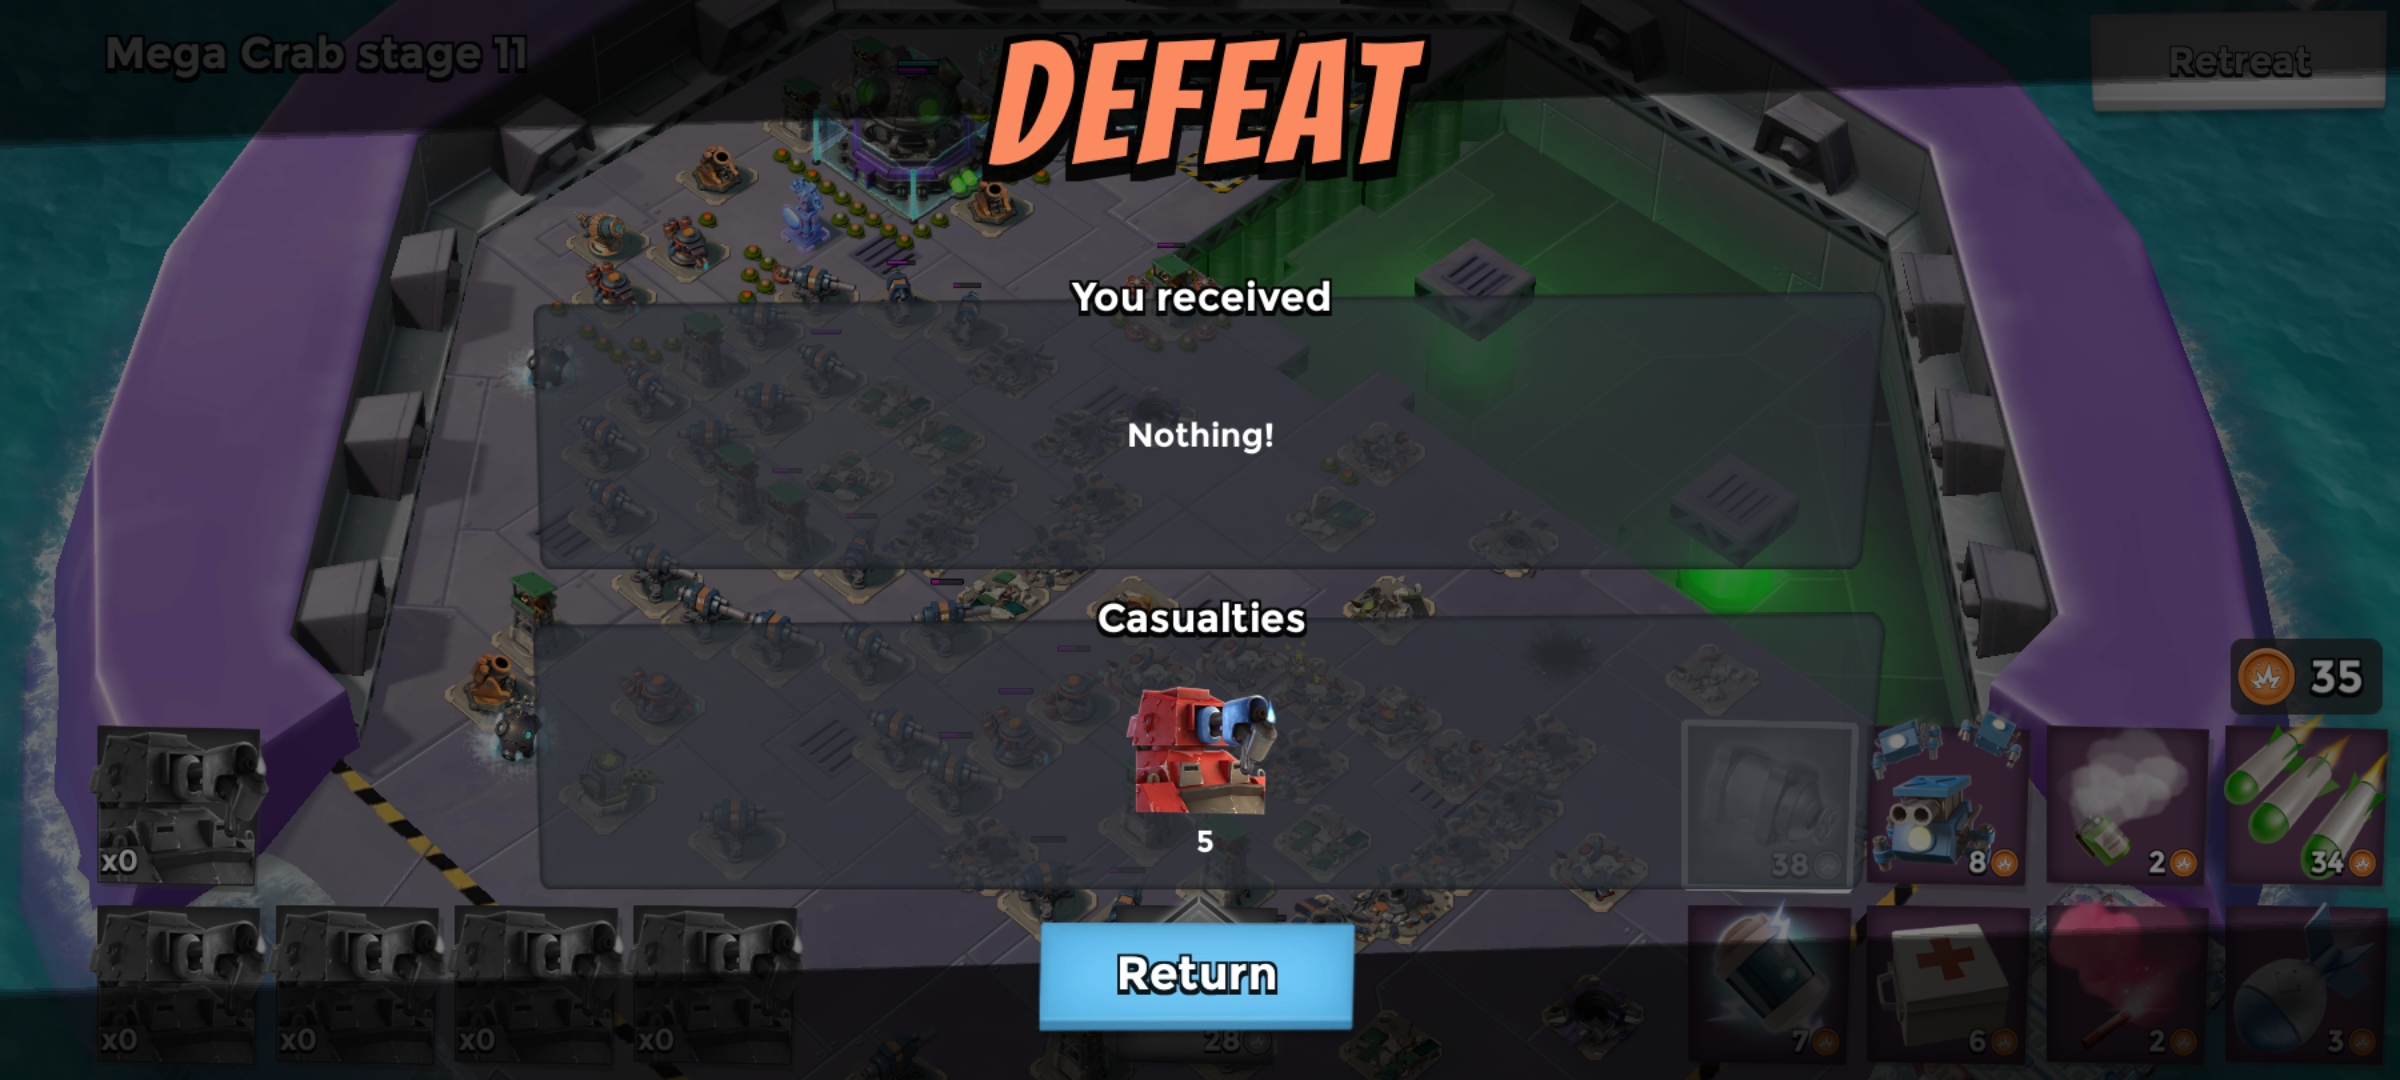 Mega Crab stage 11
DEFEAT
Retreat
You received
Nothing!
Casualties
5
35
x0
38
8
2
34
Return
x0
x0
x0
x0
28
7
6
2
3